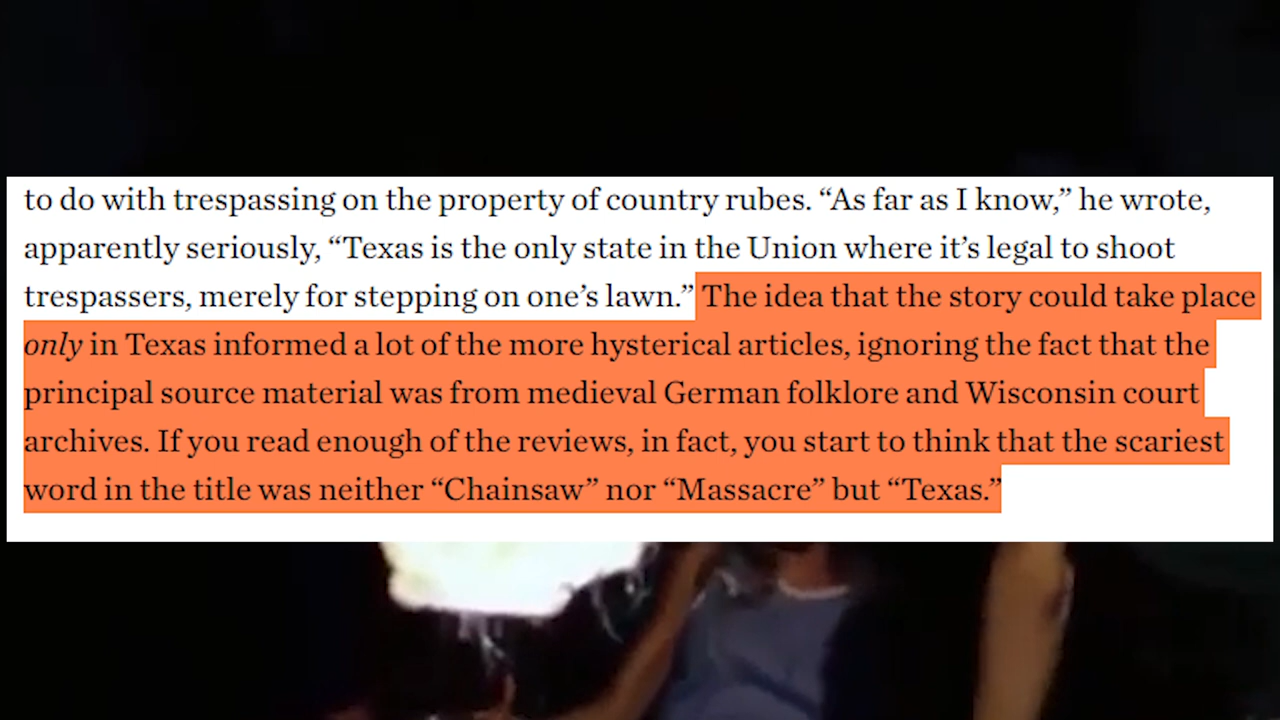 to do with trespassing on the property of country rubes. “As far as I know,” he wrote,
apparently seriously, “Texas is the only state in the Union where it’s legal to shoot
trespassers, merely for stepping on one’s lawn.” The idea that the story could take place
only in Texas informed a lot of the more hysterical articles, ignoring the fact that the
principal source material was from medieval German folklore and Wisconsin court
archives. If you read enough of the reviews, in fact, you start to think that the scariest
word in the title was neither “Chainsaw” nor “Massacre” but “Texas.”